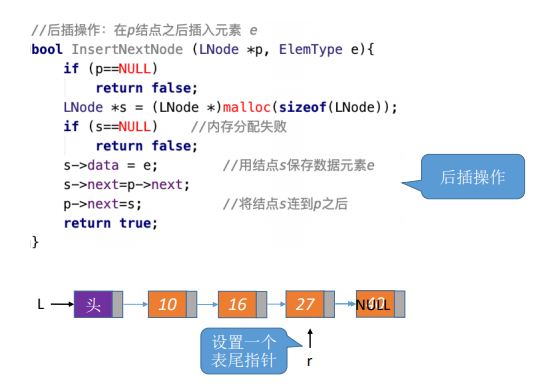 //后插操作：在p结点之后插入元素 e
bool InsertNextNode (LNode *p, ElemType e){
if (p==NULL)
return false;
LNode *s = (LNode *)malloc(sizeof(LNode));
if (s==NULL) //内存分配失败
return false;
s->data = e; //用结点s保存数据元素e
s->next=p->next;
p->next=s; //将结点s连到p之后
return true;
}
后插操作
L 头 10 16 27 40 NULL
设置一个
表尾指针
r